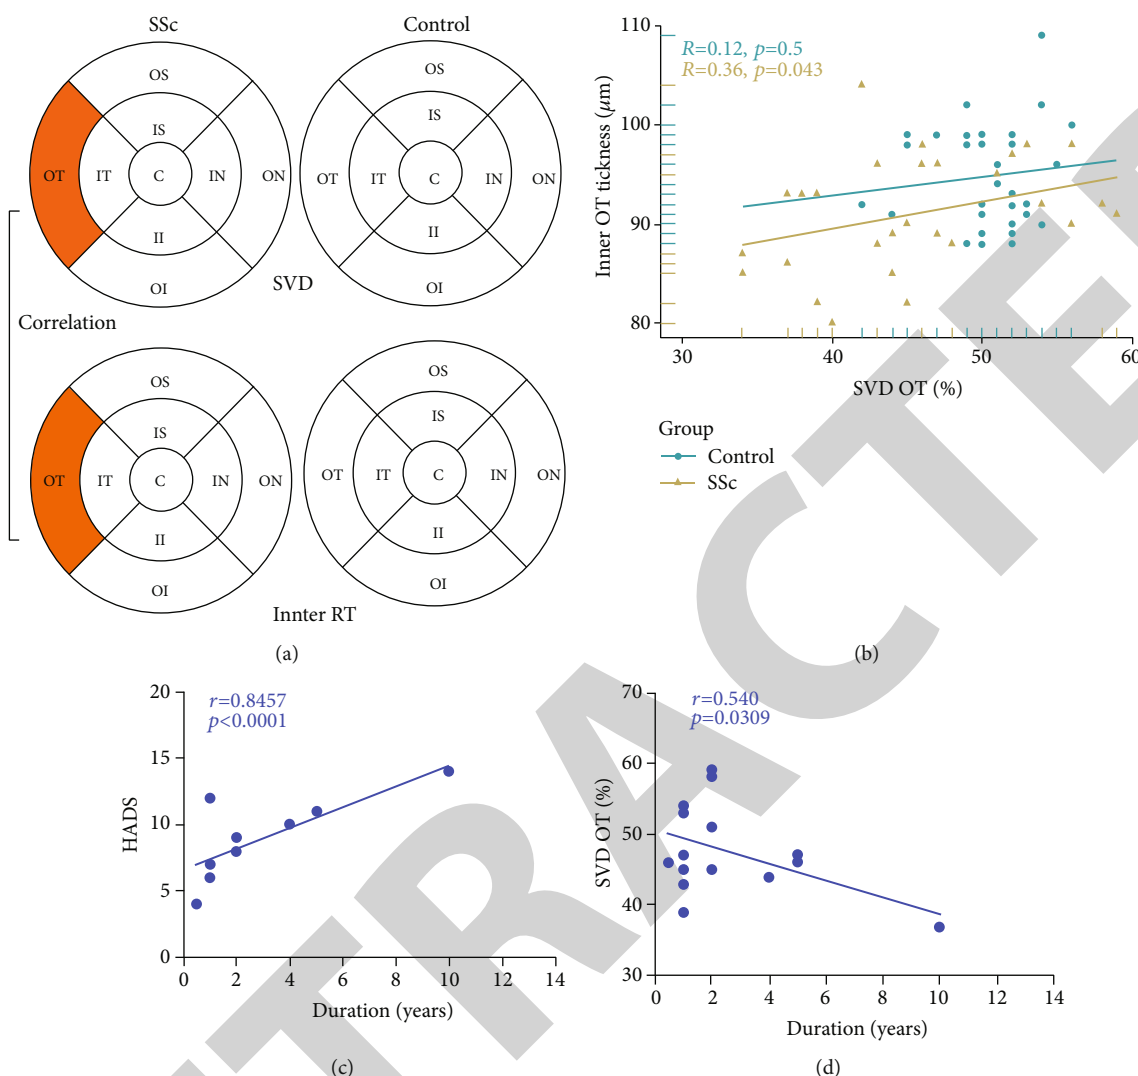 SSc
Control
OS
IS
OT
IT
C
IN
ON
II
OI
OS
IS
OT
IT
C
IN
ON
II
OI
SVD
Correlation
OS
IS
OT
IT
C
IN
ON
II
OI
OS
IS
OT
IT
C
IN
ON
II
OI
Innter RT
(a)
110
100
90
80
Inner OT tickness (μm)
R=0.12, p=0.5
R=0.36, p=0.043
30
40
50
60
SVD OT (%)
Group
Control
SSc
(b)
20
15
10
5
0
HADS
r=0.8457
p<0.0001
0
2
4
6
8
10
12
14
Duration (years)
(c)
70
60
50
40
30
SVD OT (%)
r=0.540
p=0.0309
0
2
4
6
8
10
12
14
Duration (years)
(d)